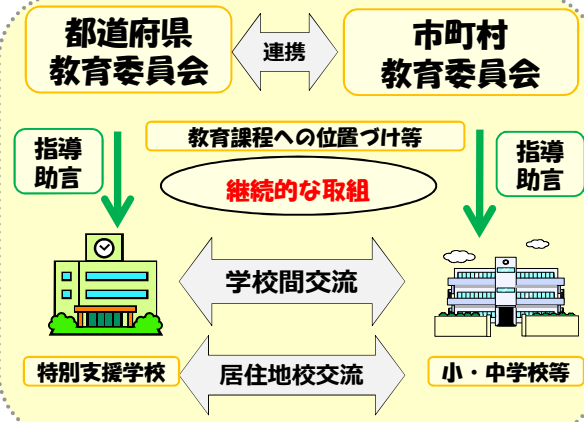 都道府県
教育委員会
連携
市町村
教育委員会
教育課程への位置づけ等
指導
助言
継続的な取組
指導
助言
学校間交流
特別支援学校
居住地校交流
小・中学校等